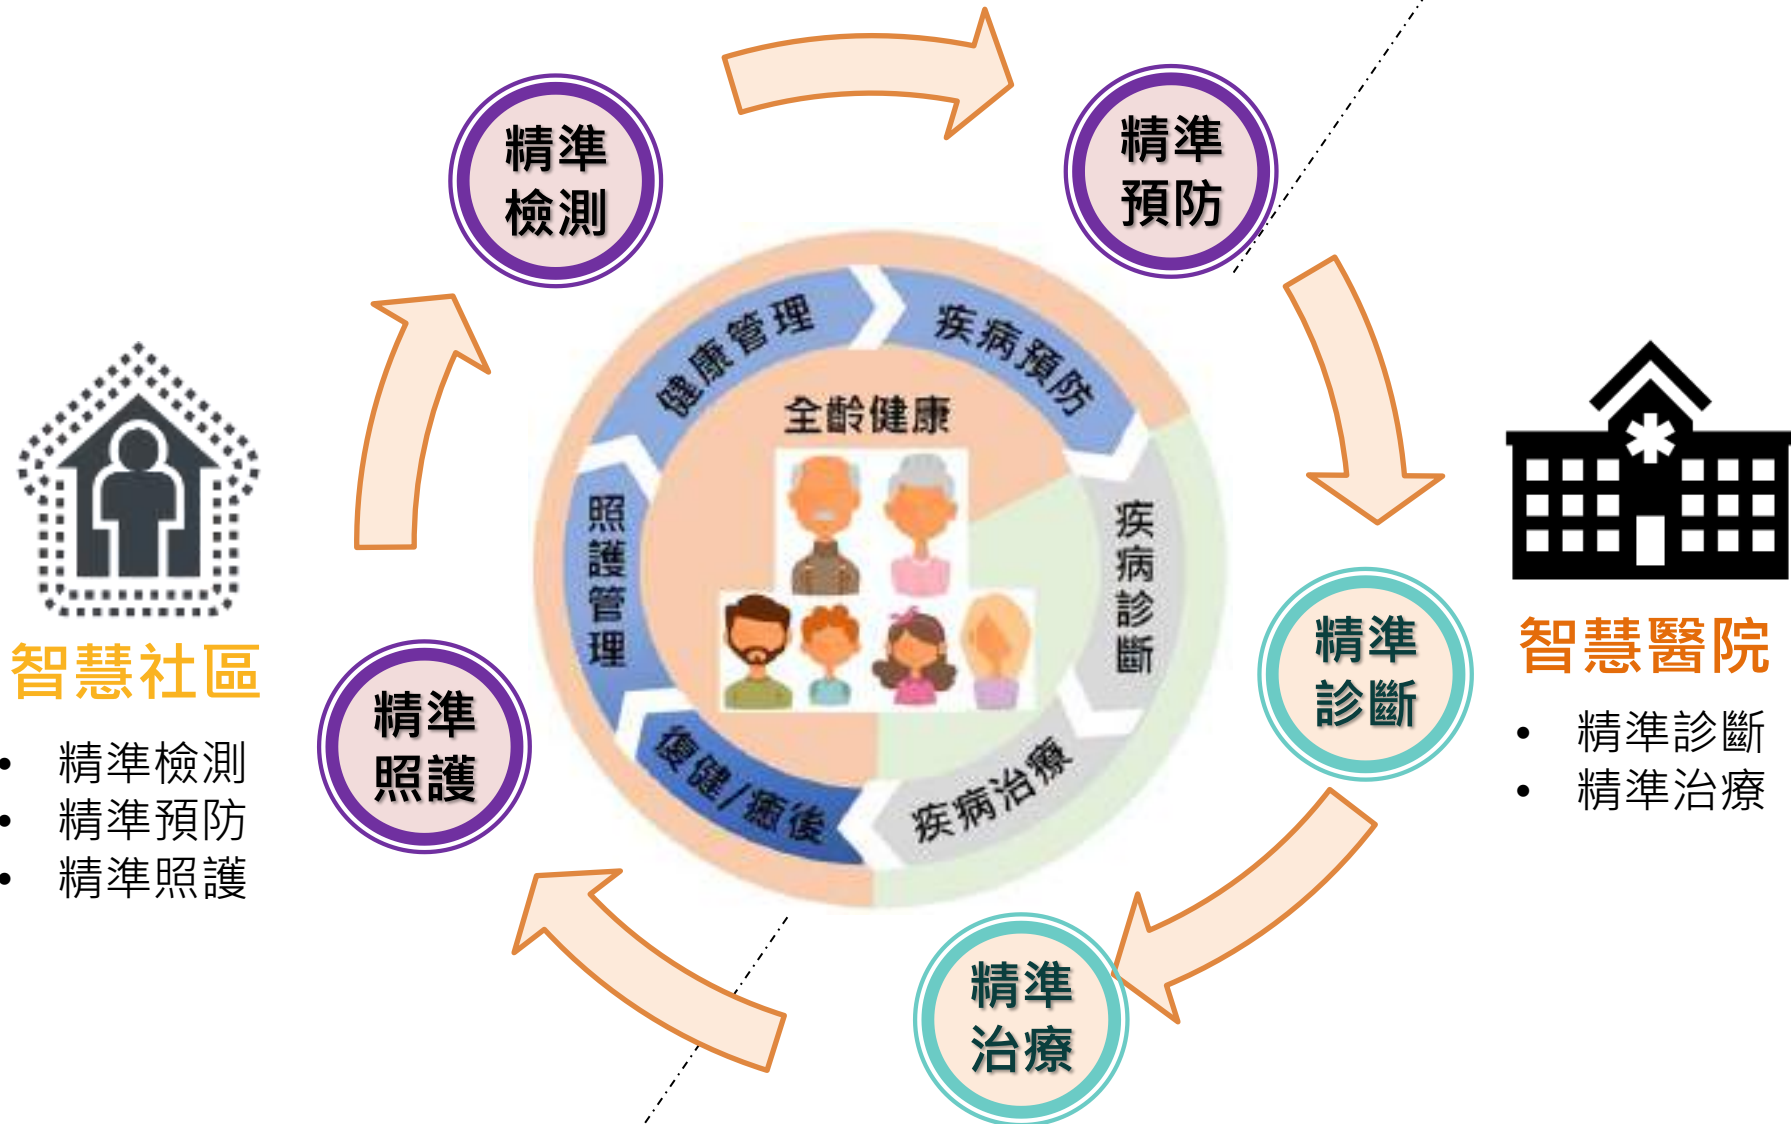 精準
檢測
精準
預防
健康管理
疾病預防
全齡健康
照護管理
疾病診斷
復健/癒後
疾病治療
智慧社區
• 精準檢測
• 精準預防
• 精準照護
精準
照護
精準
診斷
智慧醫院
• 精準診斷
• 精準治療
精準
治療